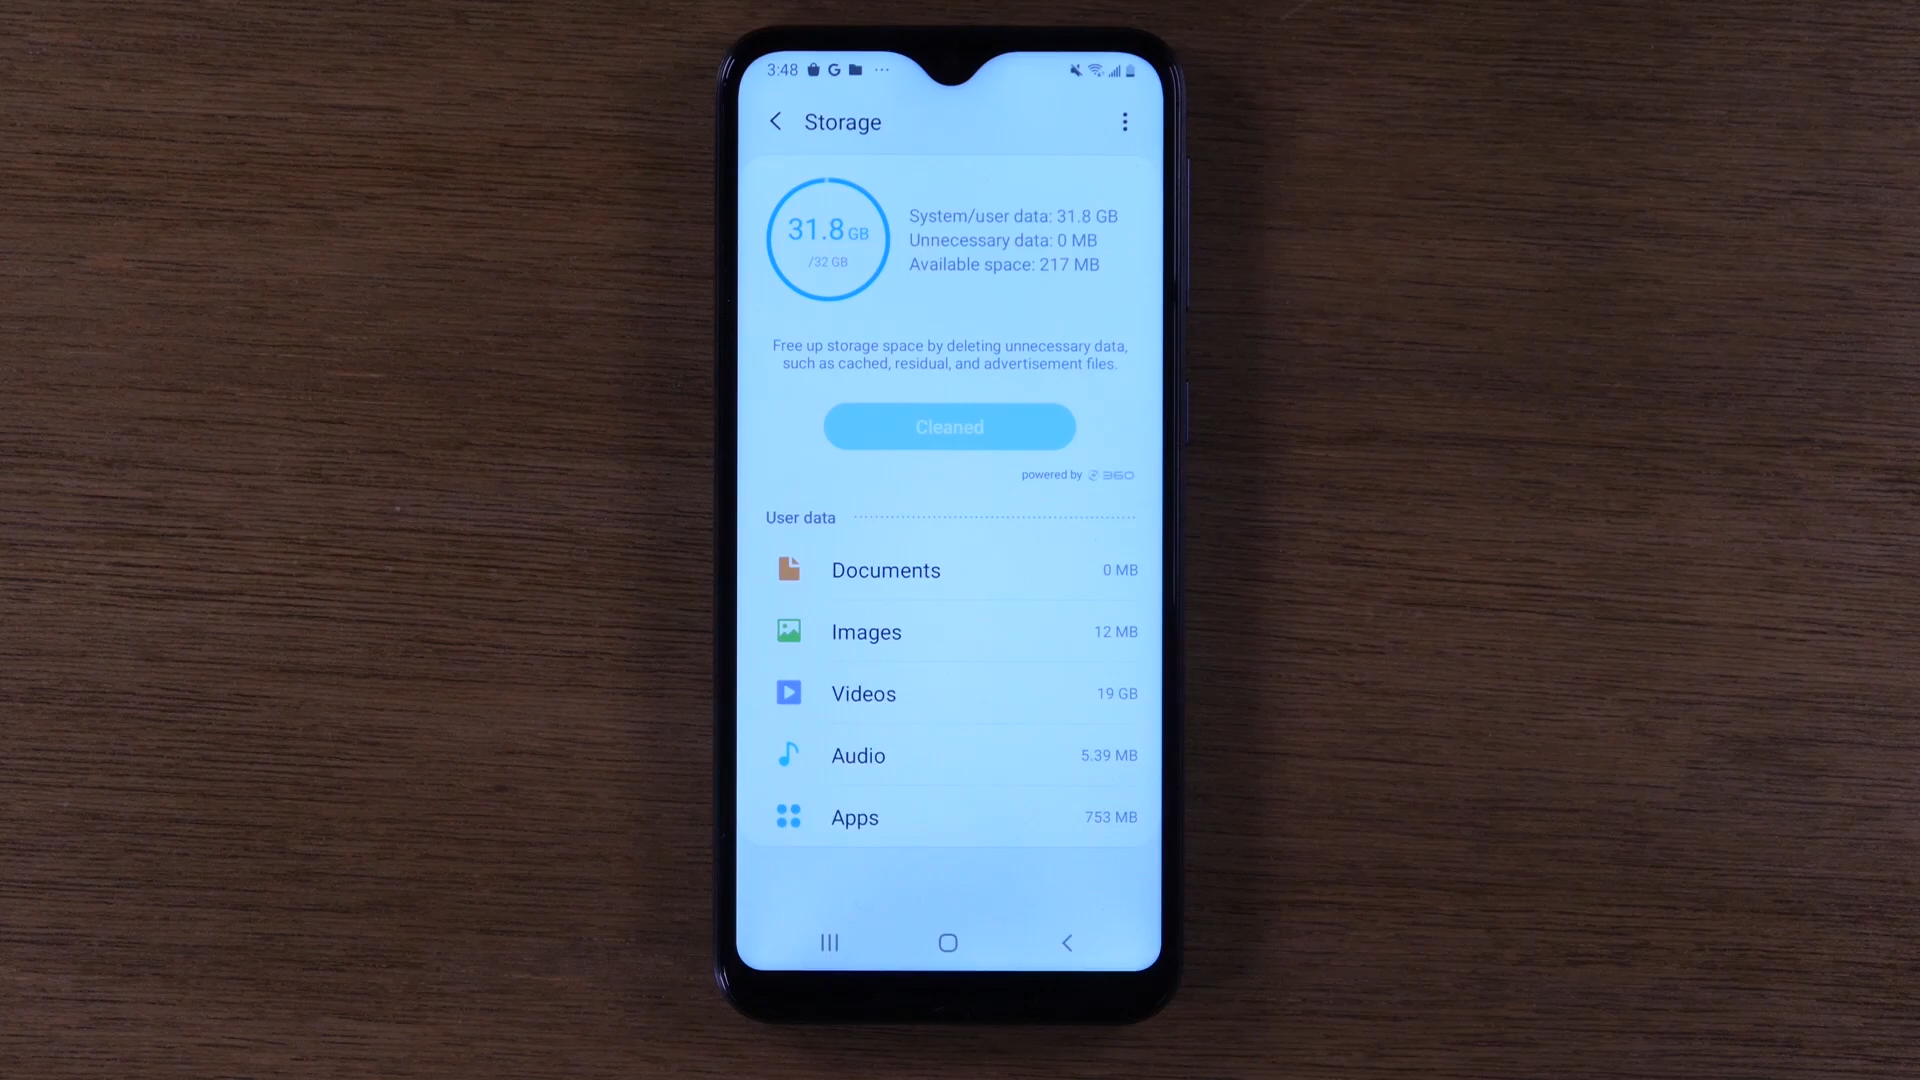 3:48 G ...
Storage
31.8 GB
/32 GB
System/user data: 31.8 GB
Unnecessary data: 0 MB
Available space: 217 MB
Free up storage space by deleting unnecessary data,
such as cached, residual, and advertisement files.
Cleaned
powered by 360
User data
Documents 0 MB
Images 12 MB
Videos 19 GB
Audio 5.39 MB
Apps 753 MB